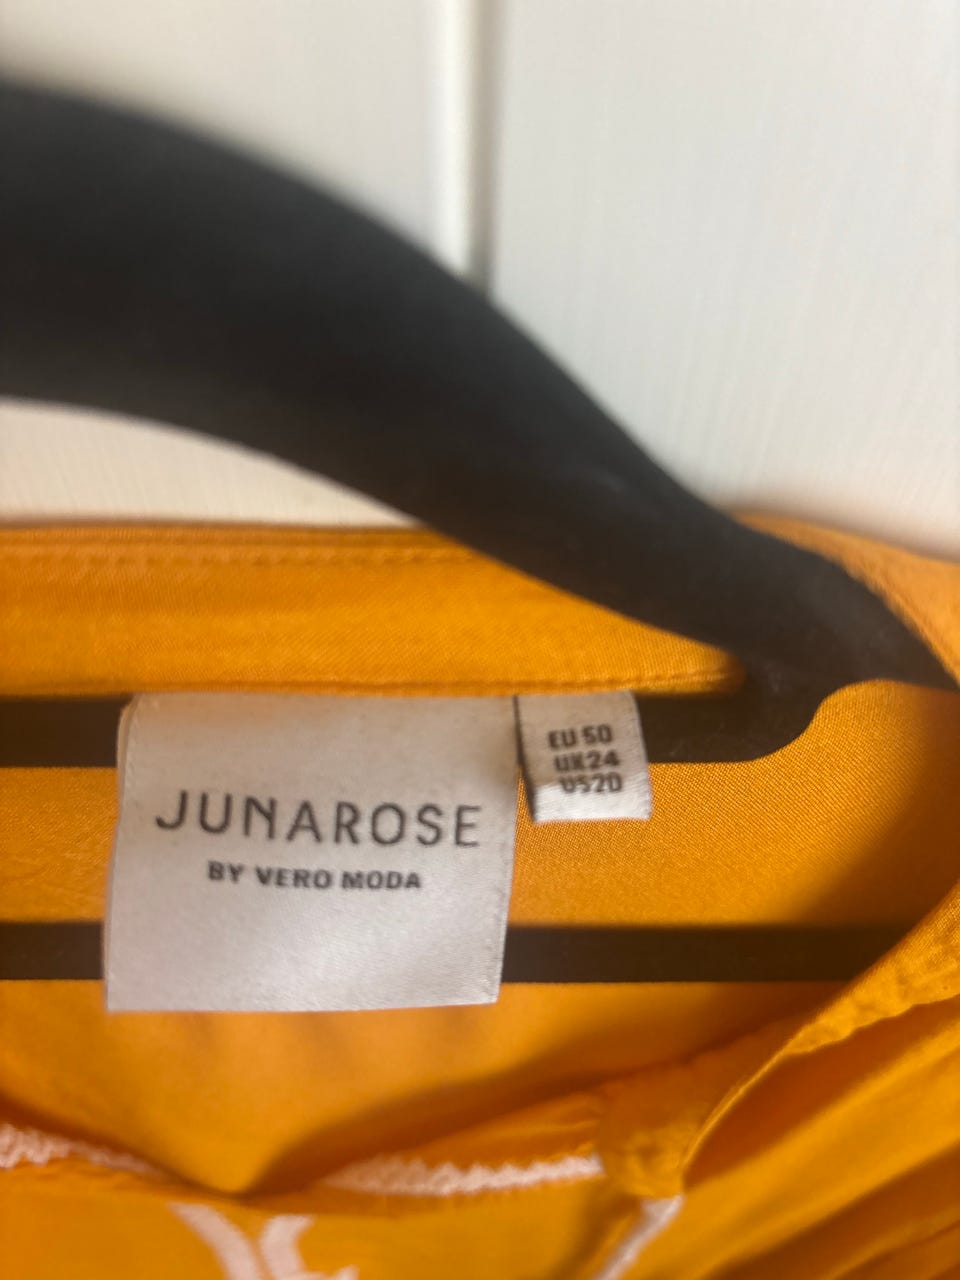 JUNAROSE
BY VERO MODA
EU 50
UK24
US20